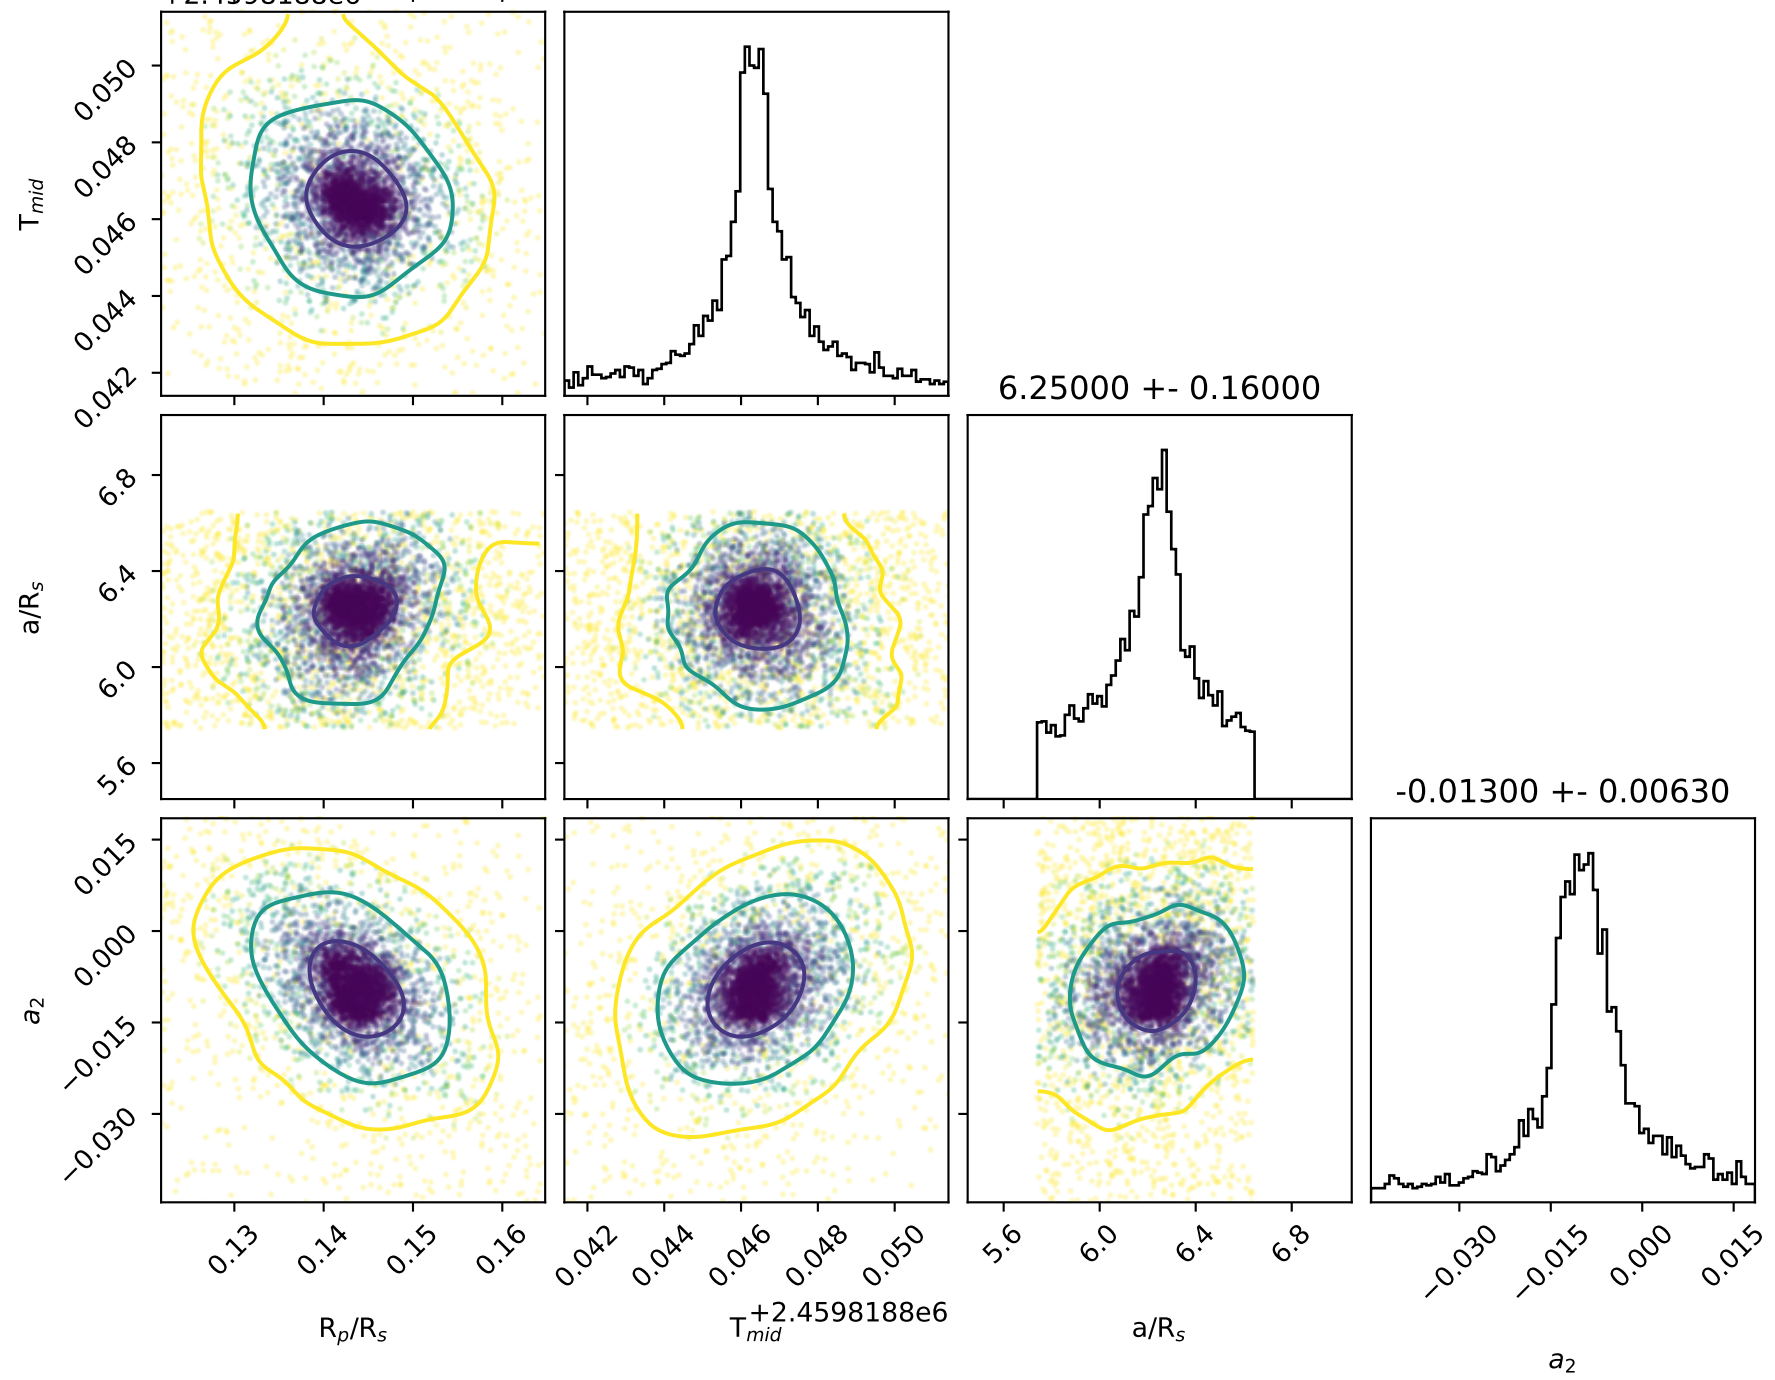 +2.4598188e6
0.050
0.048
0.046
0.044
0.042
T_mid
6.25000 +- 0.16000
6.8
6.4
6.0
5.6
a/R_s
-0.01300 +- 0.00630
0.015
0.000
−0.015
−0.030
a_2
0.13 0.14 0.15 0.16
0.042 0.044 0.046 0.048 0.050
5.6 6.0 6.4 6.8
−0.030 −0.015 0.000 0.015
+2.4598188e6
R_p/R_s
T_mid
a/R_s
a_2